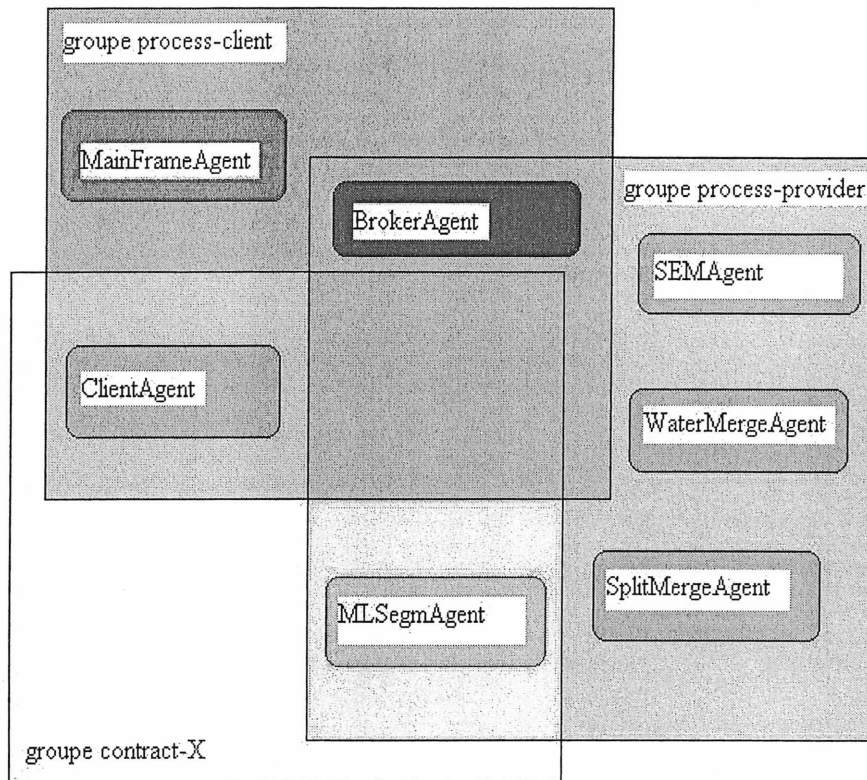 groupe process-client
MainFrameAgent
groupe process-provider
BrokerAgent
SEMAgent
ClientAgent
WaterMergeAgent
MLSegmAgent
SplitMergeAgent
groupe contract-X